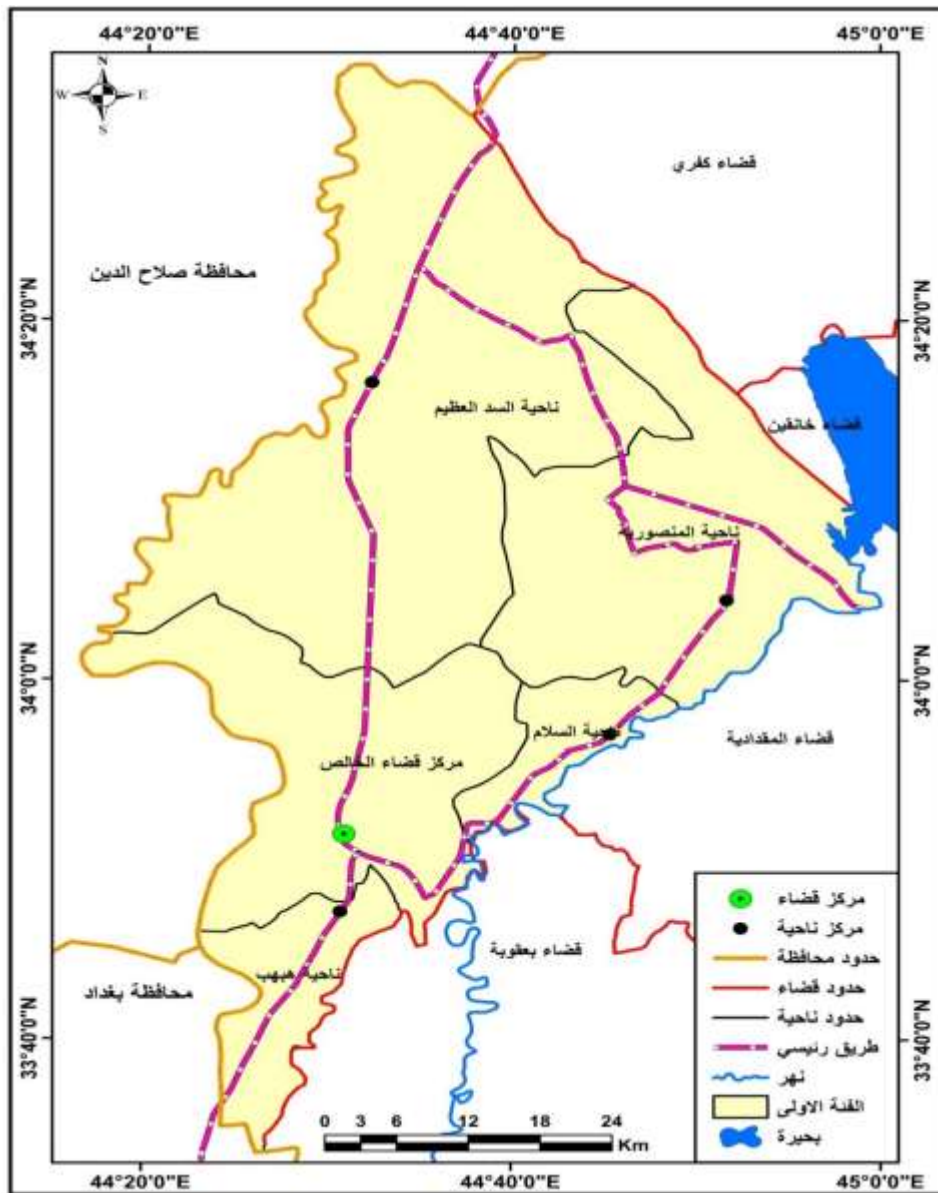 44°20'0"E
44°40'0"E
45°0'0"E
N
W
E
S
قضاء كفري
محافظة صلاح الدين
34°20'0"N
34°20'0"N
ناحية السد العظيم
قضاء خانقين
ناحية المنصورية
34°0'0"N
34°0'0"N
ناحية السلام
قضاء المقدادية
مركز قضاء الخالص
قضاء بعقوبة
ناحية هبهب
محافظة بغداد
33°40'0"N
33°40'0"N
مركز قضاء
مركز ناحية
حدود محافظة
حدود قضاء
حدود ناحية
طريق رئيسي
نهر
الفئة الاولى
بحيرة
0 3 6 12 18 24
Km
44°20'0"E
44°40'0"E
45°0'0"E